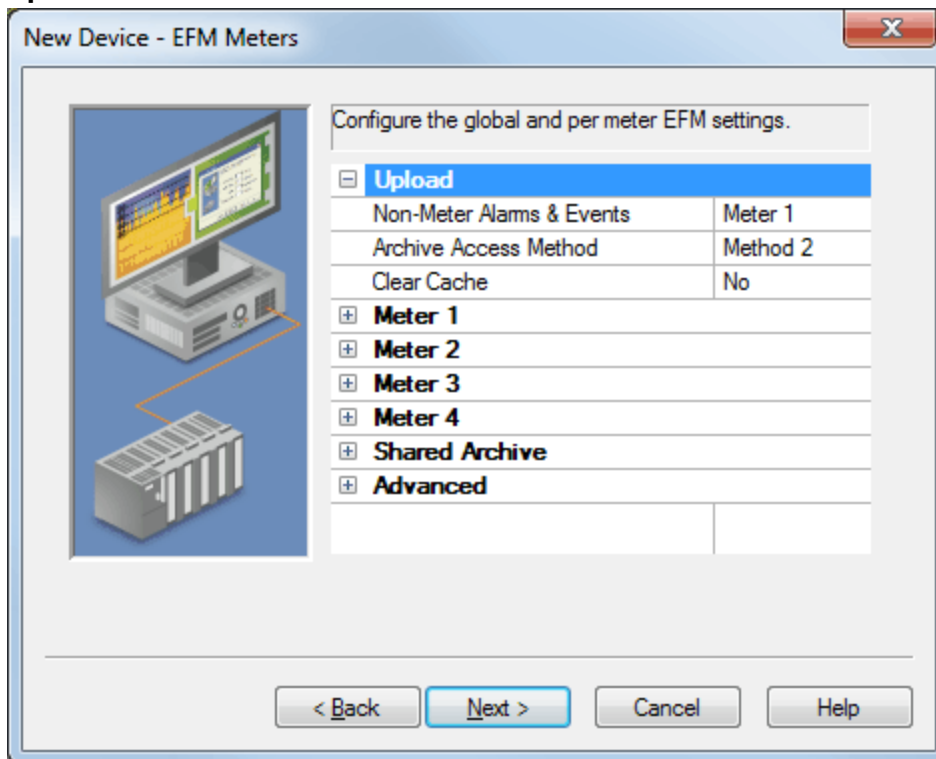 New Device - EFM Meters
Configure the global and per meter EFM settings.
Upload
Non-Meter Alarms & Events Meter 1
Archive Access Method Method 2
Clear Cache No
Meter 1
Meter 2
Meter 3
Meter 4
Shared Archive
Advanced
< Back Next > Cancel Help